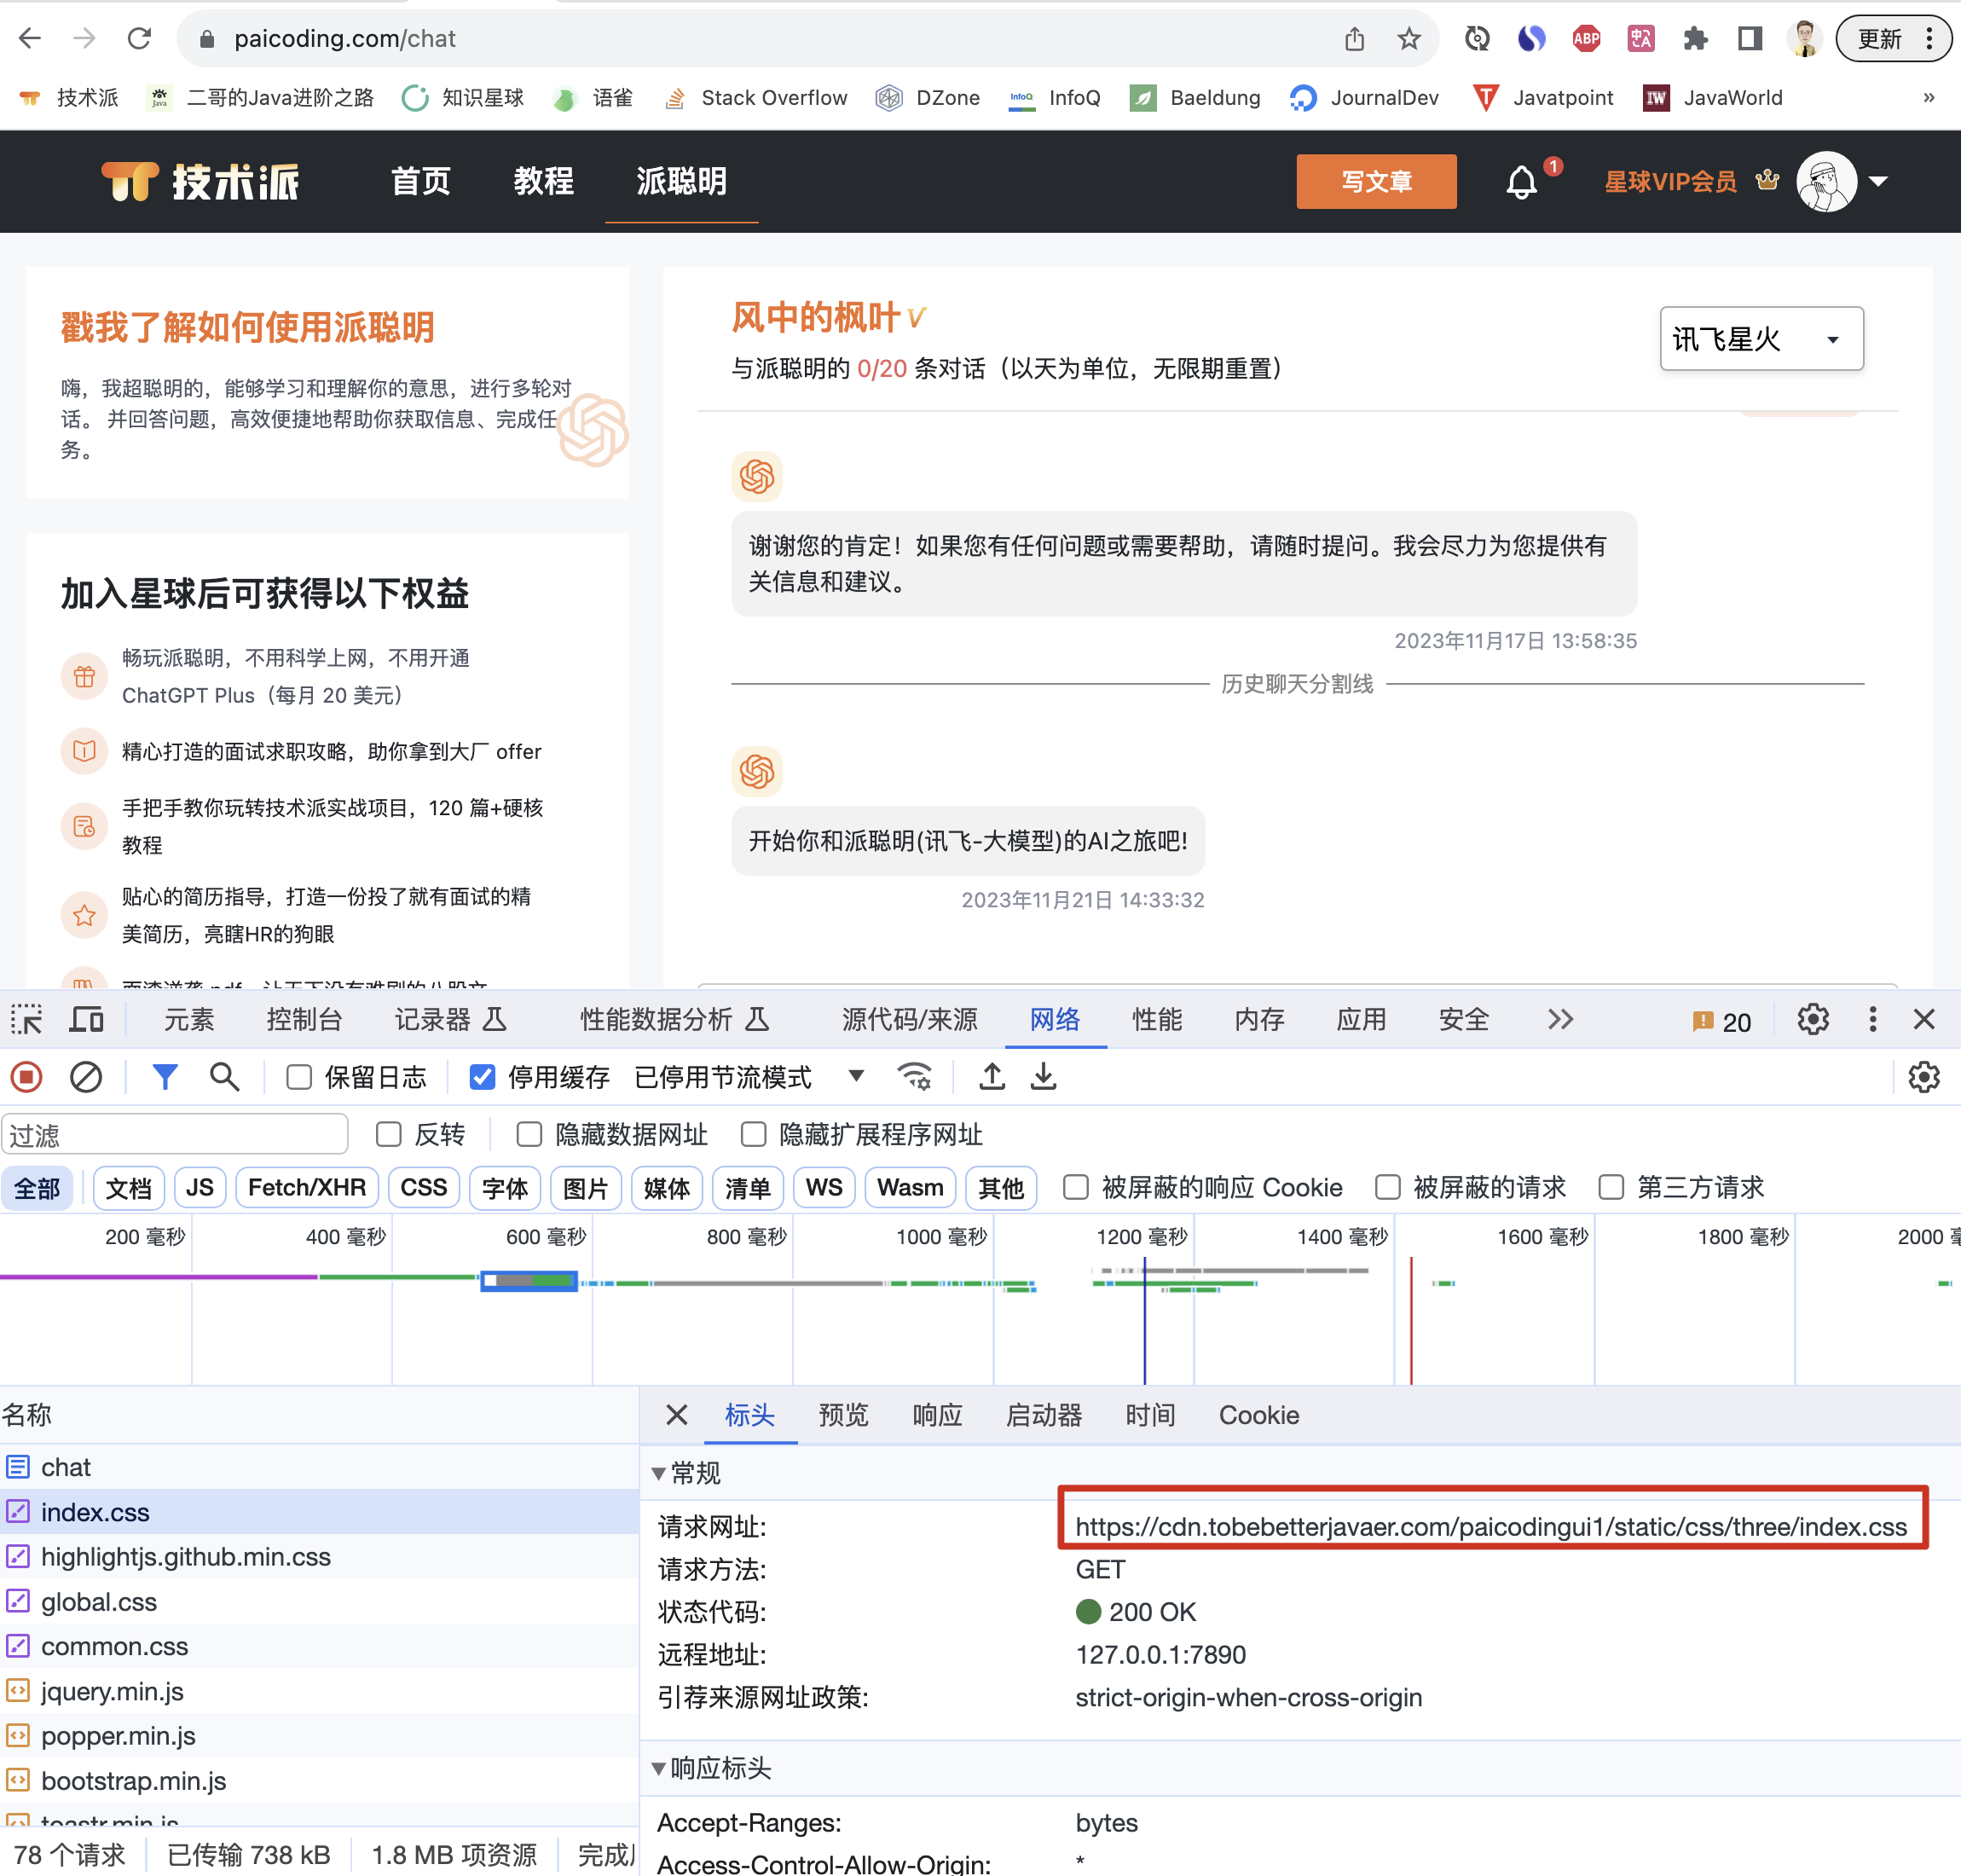 paicoding.com/chat
ABP
更新
技术派
Java
二哥的Java进阶之路
知识星球
语雀
Stack Overflow
DZone
InfoQ
InfoQ
Baeldung
JournalDev
Javatpoint
IW
JavaWorld
»
技术派
首页
教程
派聪明
写文章
1
星球VIP会员
戳我了解如何使用派聪明
嗨，我超聪明的，能够学习和理解你的意思，进行多轮对
话。 并回答问题，高效便捷地帮助你获取信息、完成任
务。
加入星球后可获得以下权益
畅玩派聪明，不用科学上网，不用开通
ChatGPT Plus（每月 20 美元）
精心打造的面试求职攻略，助你拿到大厂 offer
手把手教你玩转技术派实战项目，120 篇+硬核
教程
贴心的简历指导，打造一份投了就有面试的精
美简历，亮瞎HR的狗眼
风中的枫叶V
与派聪明的 0/20 条对话（以天为单位，无限期重置）
讯飞星火
谢谢您的肯定！如果您有任何问题或需要帮助，请随时提问。我会尽力为您提供有
关信息和建议。
2023年11月17日 13:58:35
历史聊天分割线
开始你和派聪明(讯飞-大模型)的AI之旅吧!
2023年11月21日 14:33:32
元素
控制台
记录器
性能数据分析
源代码/来源
网络
性能
内存
应用
安全
20
保留日志
停用缓存
已停用节流模式
过滤
反转
隐藏数据网址
隐藏扩展程序网址
全部
文档
JS
Fetch/XHR
CSS
字体
图片
媒体
清单
WS
Wasm
其他
被屏蔽的响应 Cookie
被屏蔽的请求
第三方请求
200 毫秒
400 毫秒
600 毫秒
800 毫秒
1000 毫秒
1200 毫秒
1400 毫秒
1600 毫秒
1800 毫秒
2000
名称
chat
index.css
highlightjs.github.min.css
global.css
common.css
jquery.min.js
popper.min.js
bootstrap.min.js
toastr.min.js
78 个请求
已传输 738 kB
1.8 MB 项资源
完成
标头
预览
响应
启动器
时间
Cookie
常规
请求网址:
https://cdn.tobebetterjavaer.com/paicodingui1/static/css/three/index.css
请求方法:
GET
状态代码:
200 OK
远程地址:
127.0.0.1:7890
引荐来源网址政策:
strict-origin-when-cross-origin
响应标头
Accept-Ranges:
bytes
Access-Control-Allow-Origin:
*